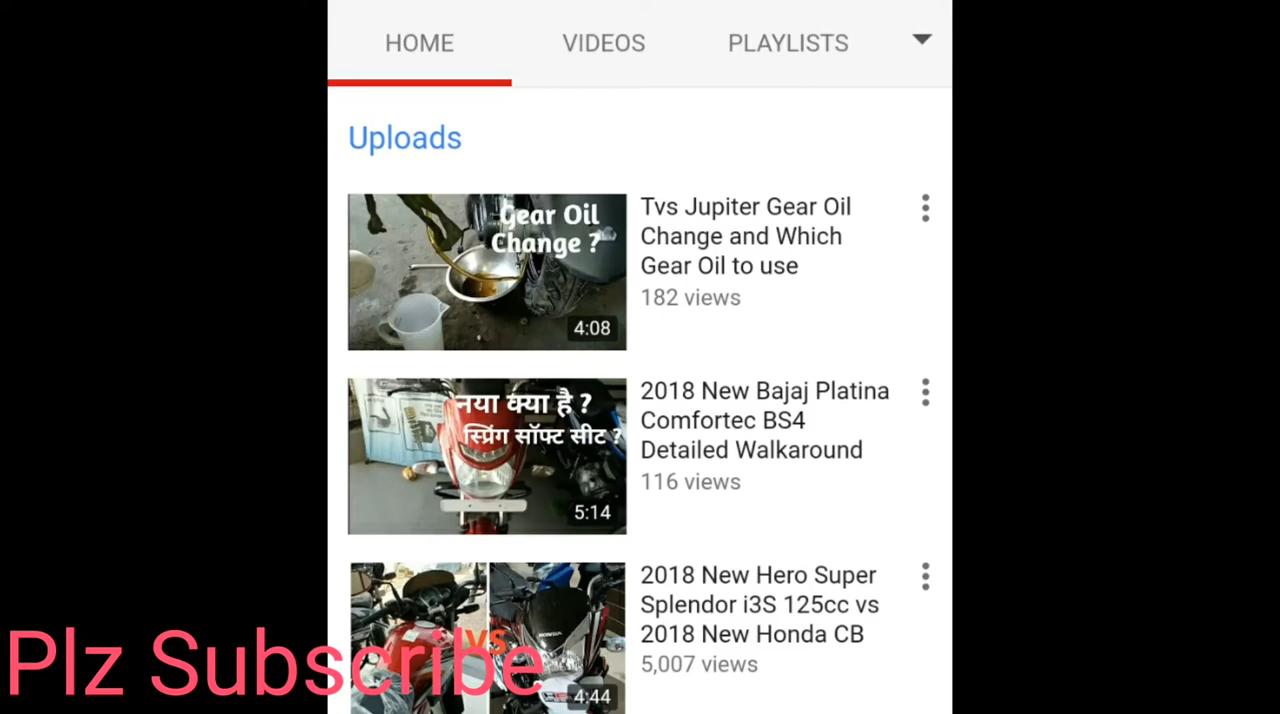 HOME VIDEOS PLAYLISTS
Uploads
Gear Oil
Change ?
4:08
Tvs Jupiter Gear Oil
Change and Which
Gear Oil to use
182 views
नया क्या है ?
स्प्रिंग सॉफ्ट सीट ?
5:14
2018 New Bajaj Platina
Comfortec BS4
Detailed Walkaround
116 views
vs
HONDA
4:44
2018 New Hero Super
Splendor i3S 125cc vs
2018 New Honda CB
5,007 views
Plz Subscribe